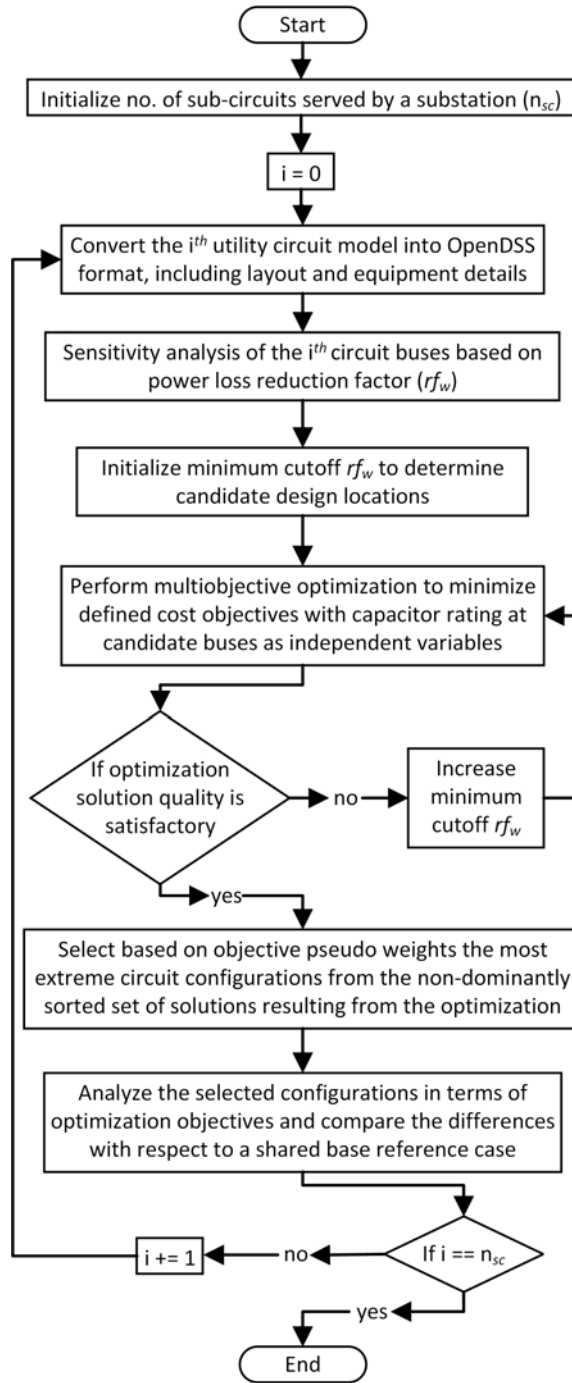 Start
Initialize no. of sub-circuits served by a substation (nsc)
i = 0
Convert the ith utility circuit model into OpenDSS
format, including layout and equipment details
Sensitivity analysis of the ith circuit buses based on
power loss reduction factor (rfw)
Initialize minimum cutoff rfw to determine
candidate design locations
Perform multiobjective optimization to minimize
defined cost objectives with capacitor rating at
candidate buses as independent variables
If optimization
solution quality is
satisfactory
no
Increase
minimum
cutoff rfw
yes
Select based on objective pseudo weights the most
extreme circuit configurations from the non-dominantly
sorted set of solutions resulting from the optimization
Analyze the selected configurations in terms of
optimization objectives and compare the differences
with respect to a shared base reference case
If i == nsc
no
i += 1
yes
End